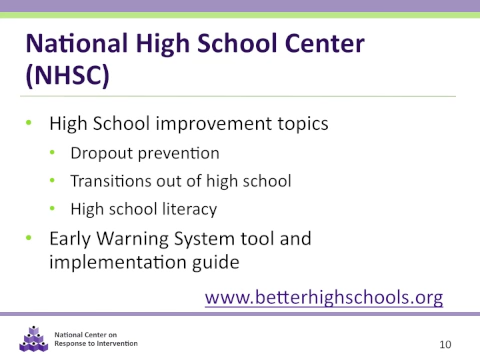 National High School Center
(NHSC)
• High School improvement topics
• Dropout prevention
• Transitions out of high school
• High school literacy
• Early Warning System tool and
implementation guide
www.betterhighschools.org
National Center on
Response to Intervention
10